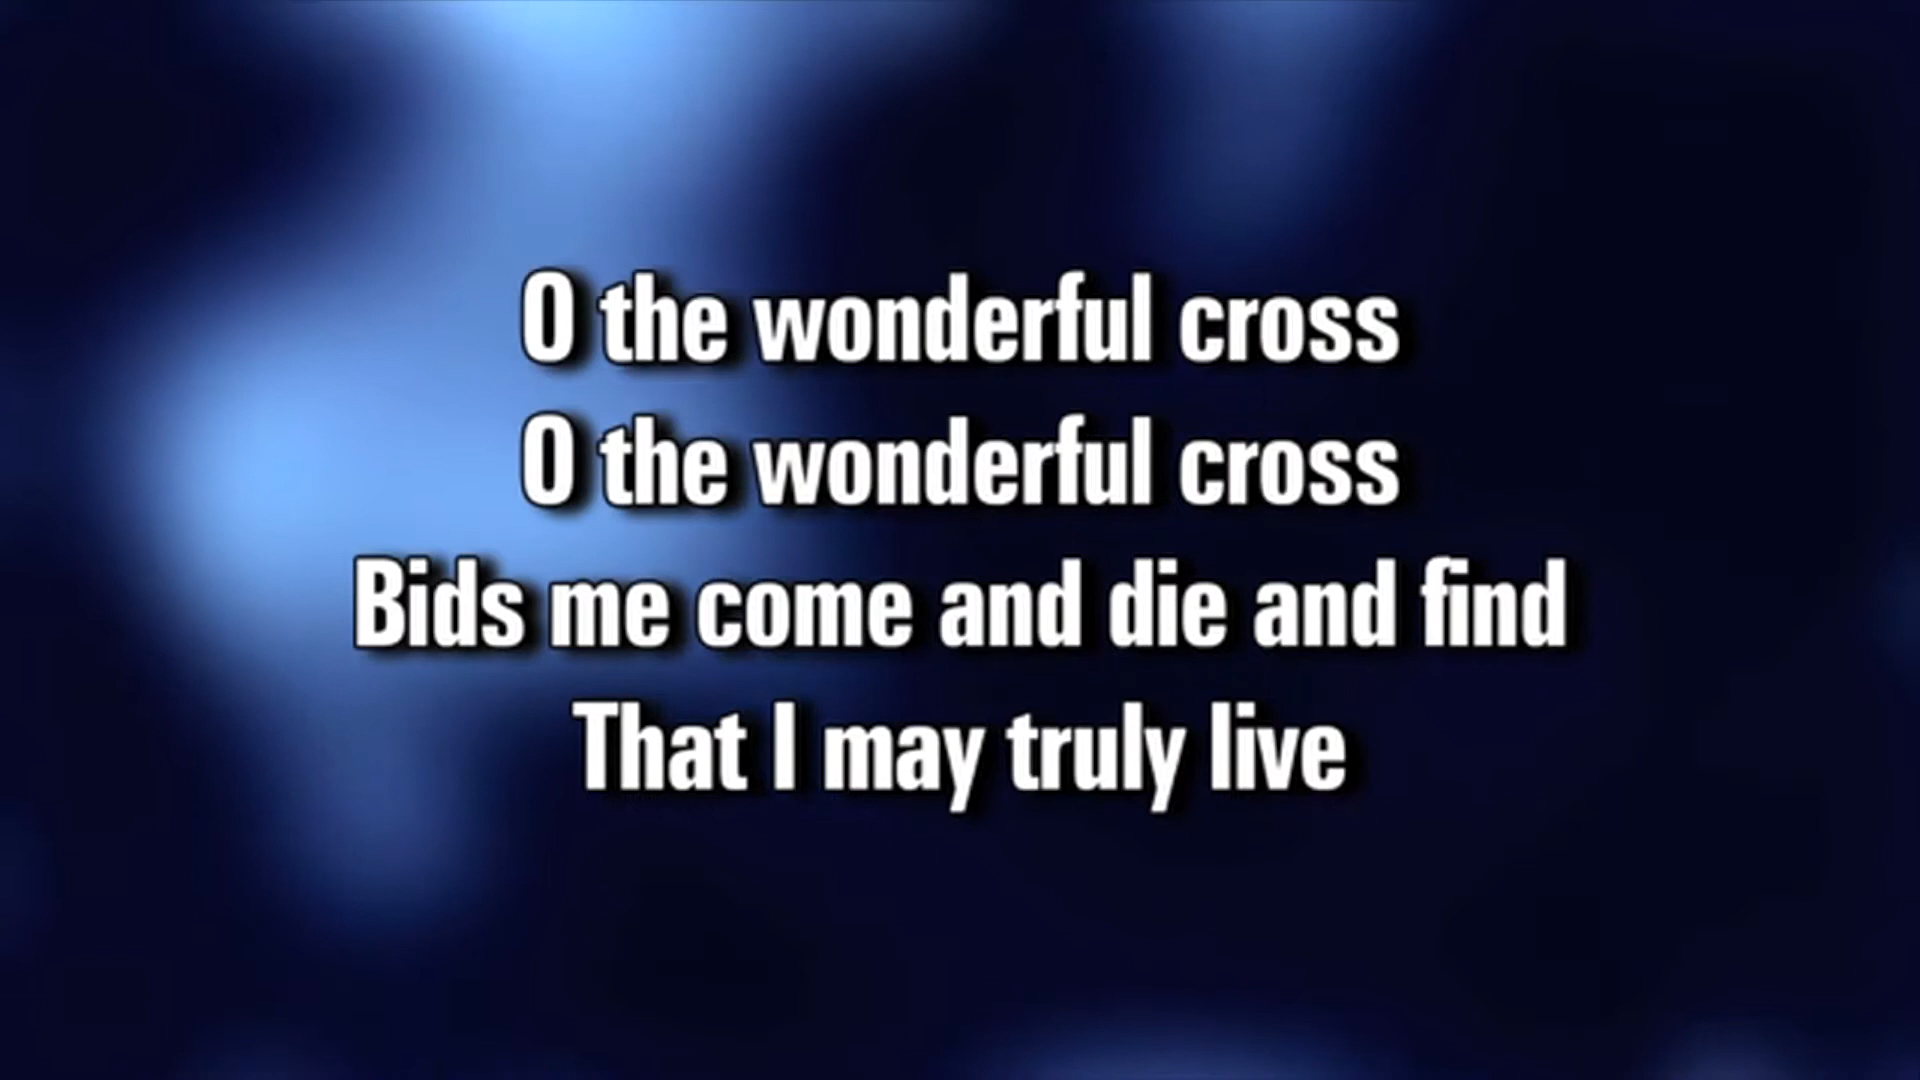 O the wonderful cross
O the wonderful cross
Bids me come and die and find
That I may truly live